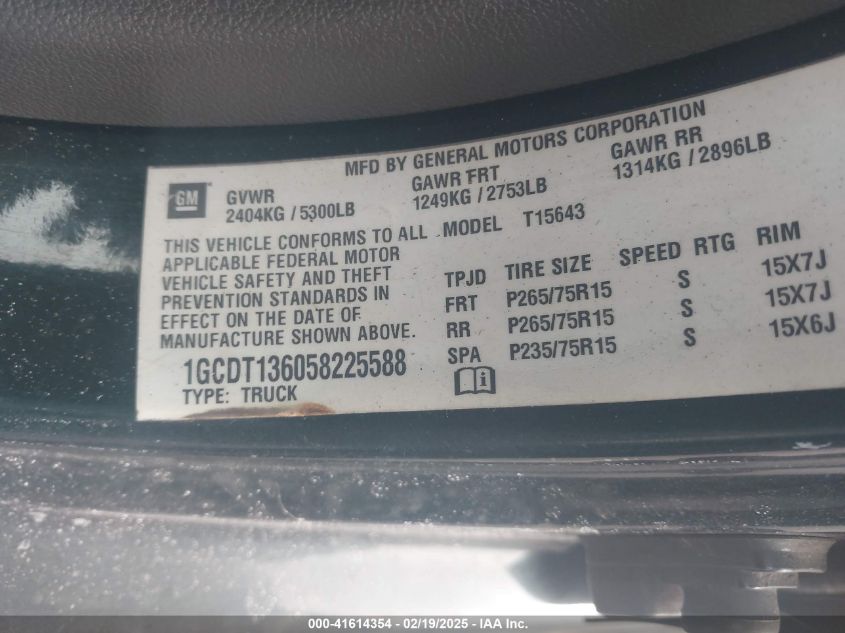 MFD BY GENERAL MOTORS CORPORATION
GM
GVWR GAWR FRT GAWR RR
2404KG / 5300LB 1249KG / 2753LB 1314KG / 2896LB
THIS VEHICLE CONFORMS TO ALL
APPLICABLE FEDERAL MOTOR
VEHICLE SAFETY AND THEFT
PREVENTION STANDARDS IN
EFFECT ON THE DATE OF
MANUFACTURE SHOWN ABOVE.
1GCDT136058225588
TYPE: TRUCK
MODEL T15643
TPJD TIRE SIZE SPEED RTG RIM
FRT P265/75R15 S 15X7J
RR P265/75R15 S 15X7J
SPA P235/75R15 S 15X6J
000-41614354 - 02/19/2025 - IAA Inc.